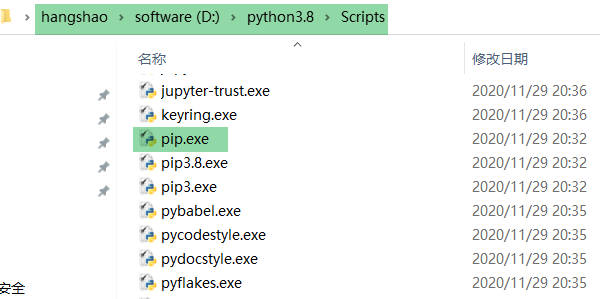 hangshao > software (D:) > python3.8 > Scripts
名称 修改日期
jupyter-trust.exe 2020/11/29 20:36
keyring.exe 2020/11/29 20:36
pip.exe 2020/11/29 20:32
pip3.8.exe 2020/11/29 20:32
pip3.exe 2020/11/29 20:32
pybabel.exe 2020/11/29 20:35
pycodestyle.exe 2020/11/29 20:35
pydocstyle.exe 2020/11/29 20:35
安全
pyflakes.exe 2020/11/29 20:35